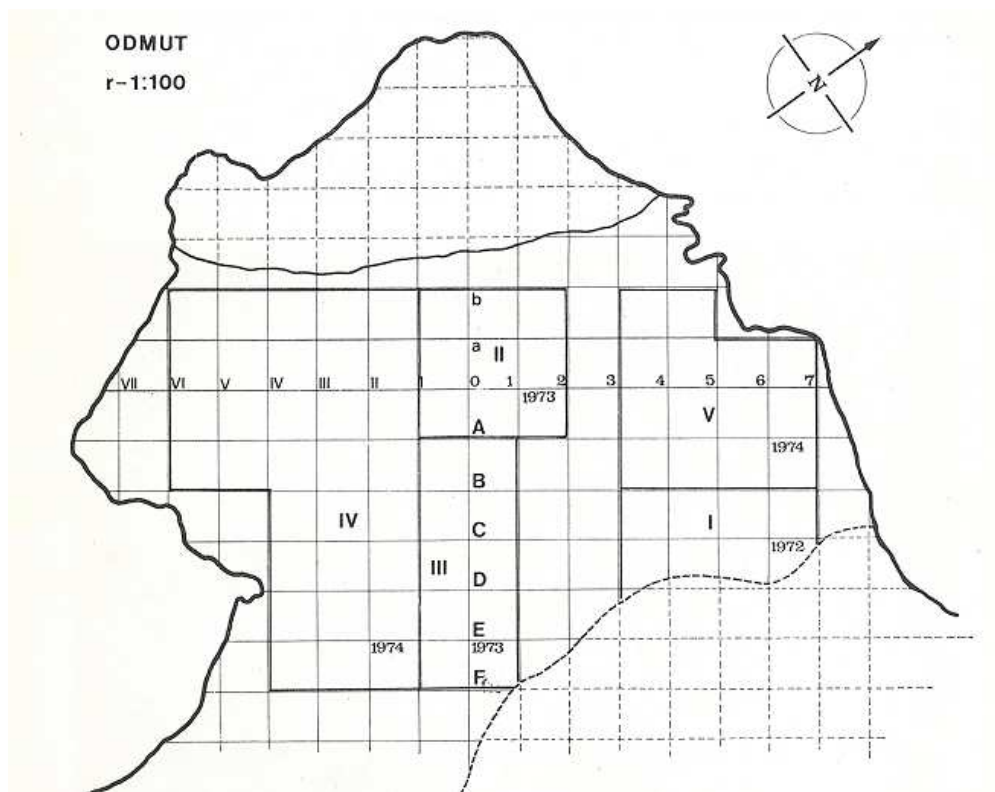 ODMUT
r-1:100
N
b
a II
VII VI V IV III II I 0 1 2 3 4 5 6 7
1973
V
A
1974
B
IV C I
1972
III D
E
1974 1973
F